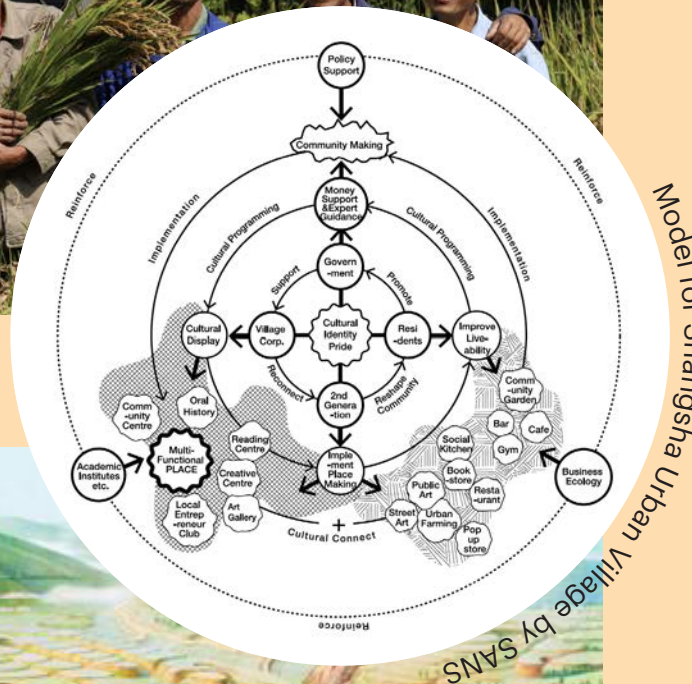 Policy
Support
Community Making
Reinforce
Reinforce
Implementation
Implementation
Money
Support
&Expert
Guidance
Cultural Programming
Cultural Programming
Govern
-ment
Support
Promote
Cultural
Display
Village
Corp.
Cultural
Identity
Pride
Resi
-dents
Improve
Live-
ability
Reconnect
Reshape
Community
2nd
Genera
-tion
Comm
-unity
Centre
Oral
History
Comm
-unity
Garden
Bar
Cafe
Gym
Multi-
Functional
PLACE
Reading
Centre
Imple
-ment
Place
Making
Social
Kitchen
Book
-store
Academic
Institutes
etc.
Creative
Centre
Public
Art
Resta
-urant
Business
Ecology
Local
Entrep
-reneur
Club
Art
Gallery
Street
Art
Urban
Farming
Pop
up
store
+
Cultural Connect
Reinforce
Model for Shangsha Urban Village by SANS